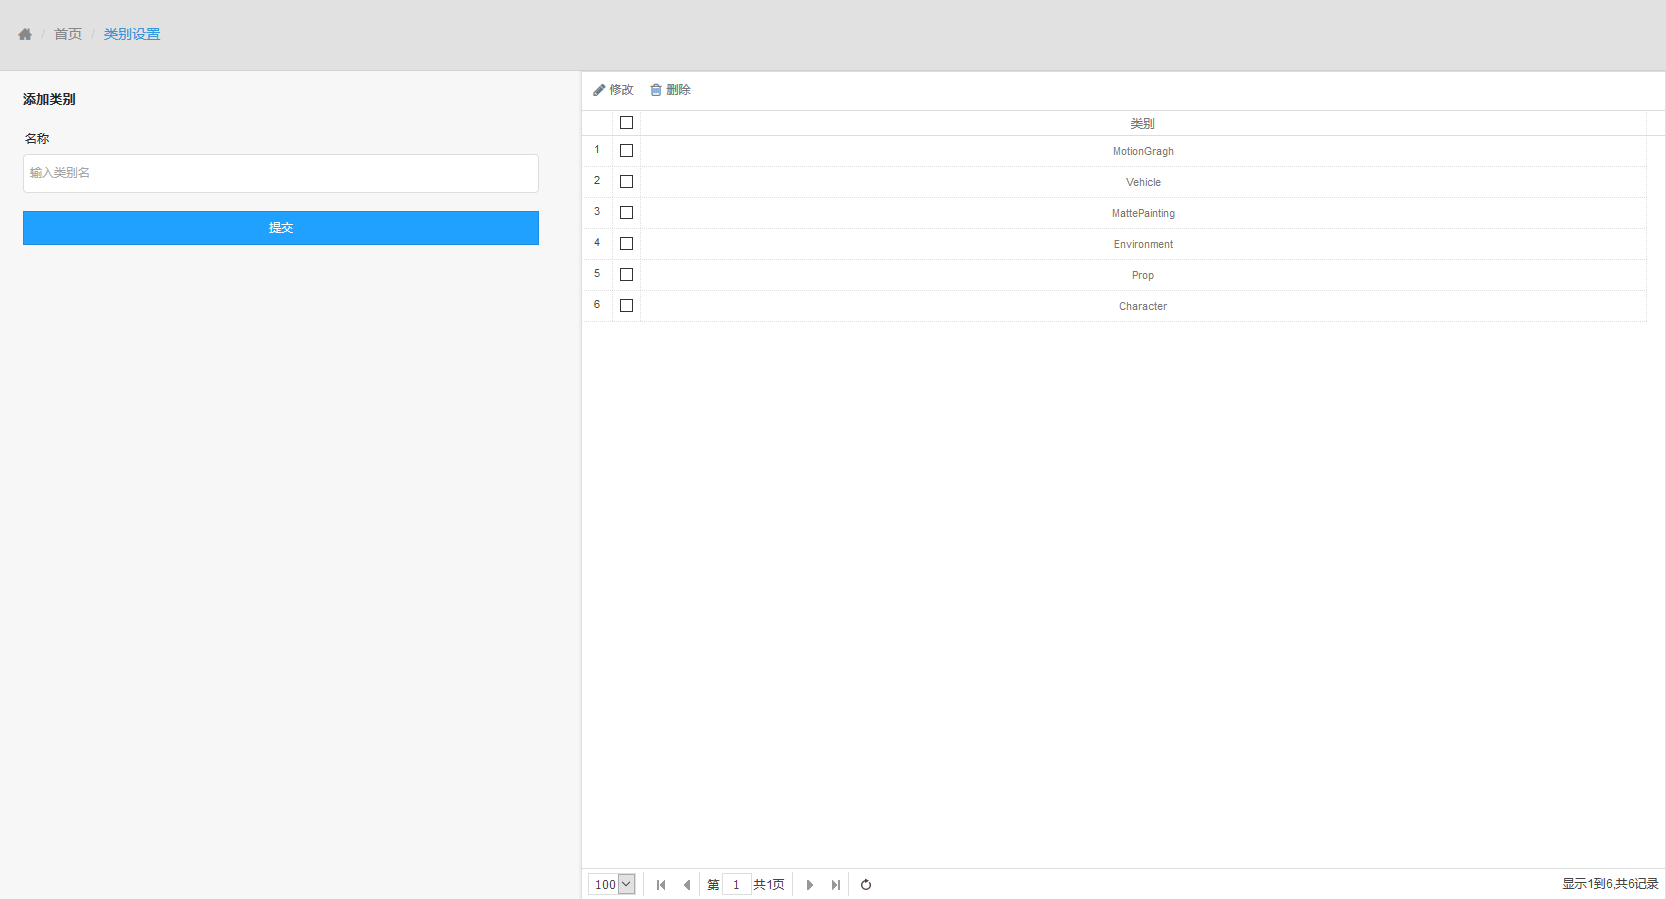 / 首页 / 类别设置
添加类别
名称
输入类别名
提交
修改 删除
类别
1 MotionGragh
2 Vehicle
3 MattePainting
4 Environment
5 Prop
6 Character
100 第 1 共1页 显示1到6,共6记录